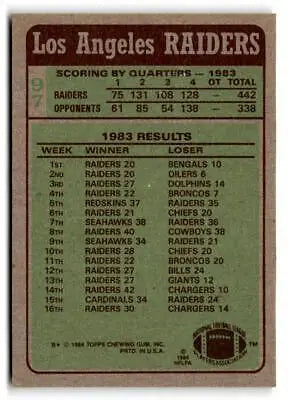 Los Angeles RAIDERS
97
SCORING BY QUARTERS — 1983
1 2 3 4 OT TOTAL
RAIDERS 75 131 108 128 — 442
OPPONENTS 61 85 54 138 — 338
1983 RESULTS
WEEK WINNER LOSER
1ST RAIDERS 20 BENGALS 10
2ND RAIDERS 20 OILERS 6
3RD RAIDERS 27 DOLPHINS 14
4TH RAIDERS 22 BRONCOS 7
5TH REDSKINS 37 RAIDERS 35
6TH RAIDERS 21 CHIEFS 20
7TH SEAHAWKS 38 RAIDERS 36
8TH RAIDERS 40 COWBOYS 38
9TH SEAHAWKS 34 RAIDERS 21
10TH RAIDERS 28 CHIEFS 20
11TH RAIDERS 22 BRONCOS 20
12TH RAIDERS 27 BILLS 24
13TH RAIDERS 27 GIANTS 12
14TH RAIDERS 42 CHARGERS 10
15TH CARDINALS 34 RAIDERS 24
16TH RAIDERS 30 CHARGERS 14
B* © 1984 TOPPS CHEWING GUM, INC.
PRTD. IN U.S.A.
© 1984
NFLPA
TM